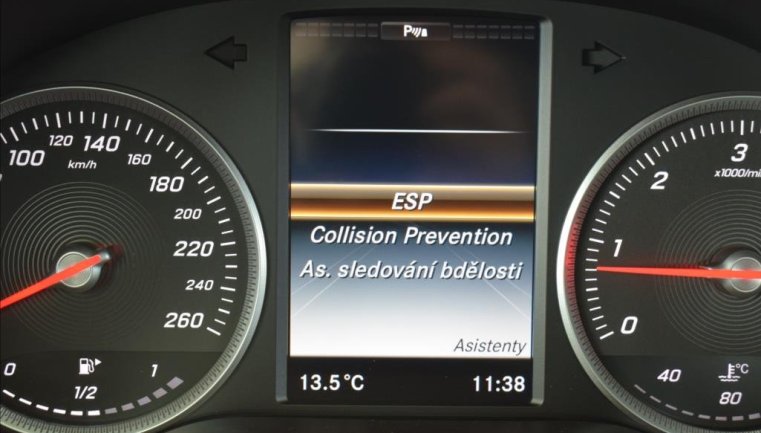 P
100 120 140 160
km/h
180
200
220
240
260
0 1/2 1
ESP
Collision Prevention
As. sledování bdělosti
Asistenty
13.5°C 11:38
3
x1000/mi
2
1
0
°C
40 80